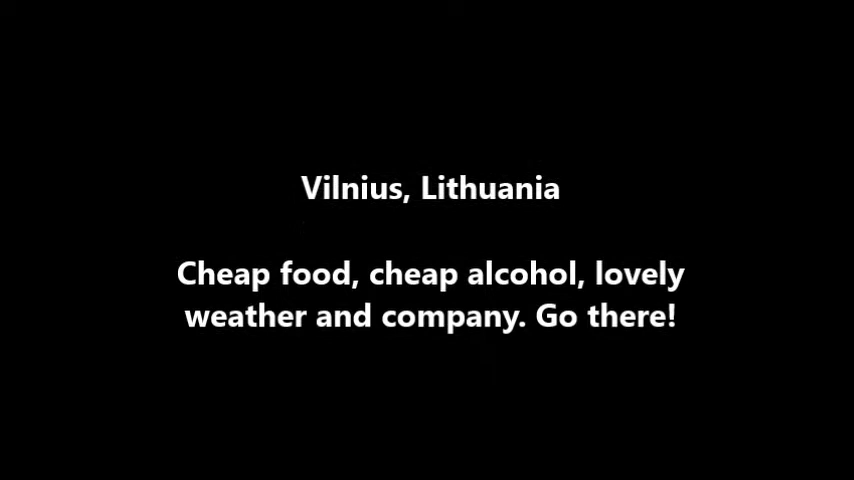 Vilnius, Lithuania
Cheap food, cheap alcohol, lovely
weather and company. Go there!